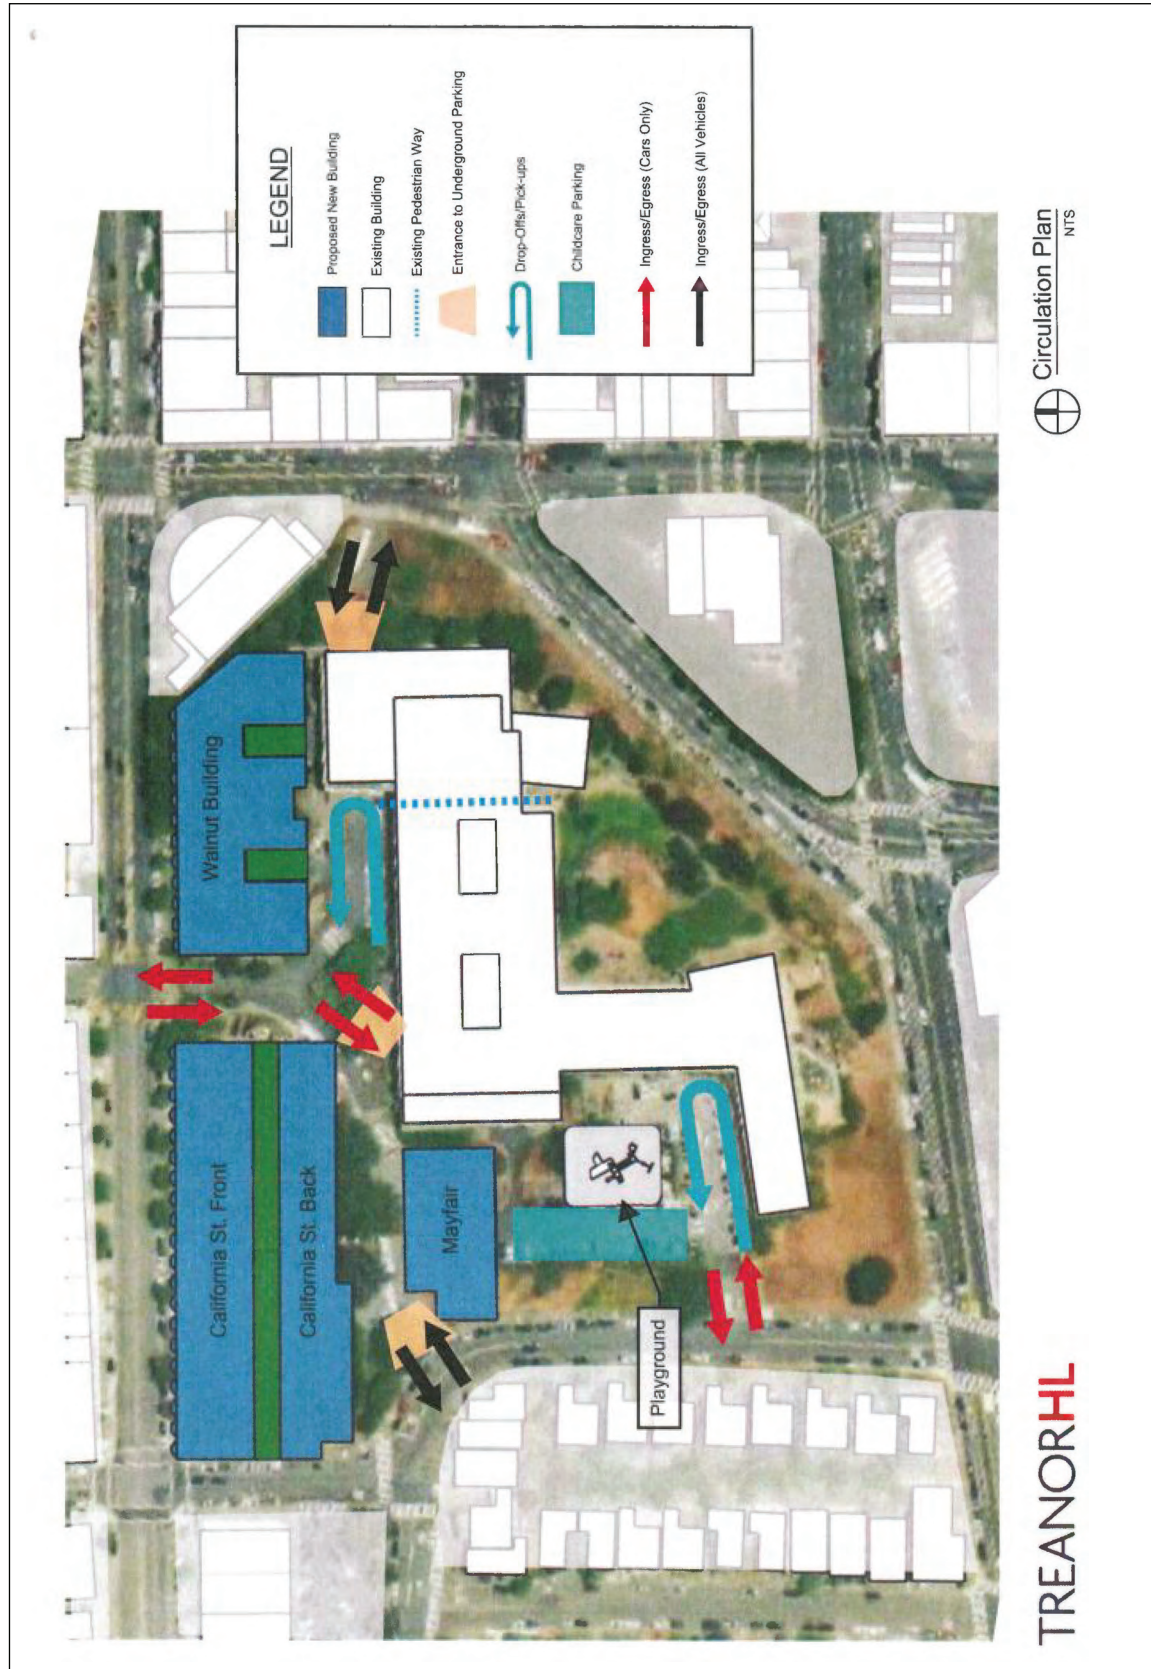 LEGEND
Proposed New Building
Existing Building
Existing Pedestrian Way
Entrance to Underground Parking
Drop-Offs/Pick-ups
Childcare Parking
Ingress/Egress (Cars Only)
Ingress/Egress (All Vehicles)
California St. Front
California St. Back
Walnut Building
Mayfair
Playground
TREANORHL
Circulation Plan
NTS